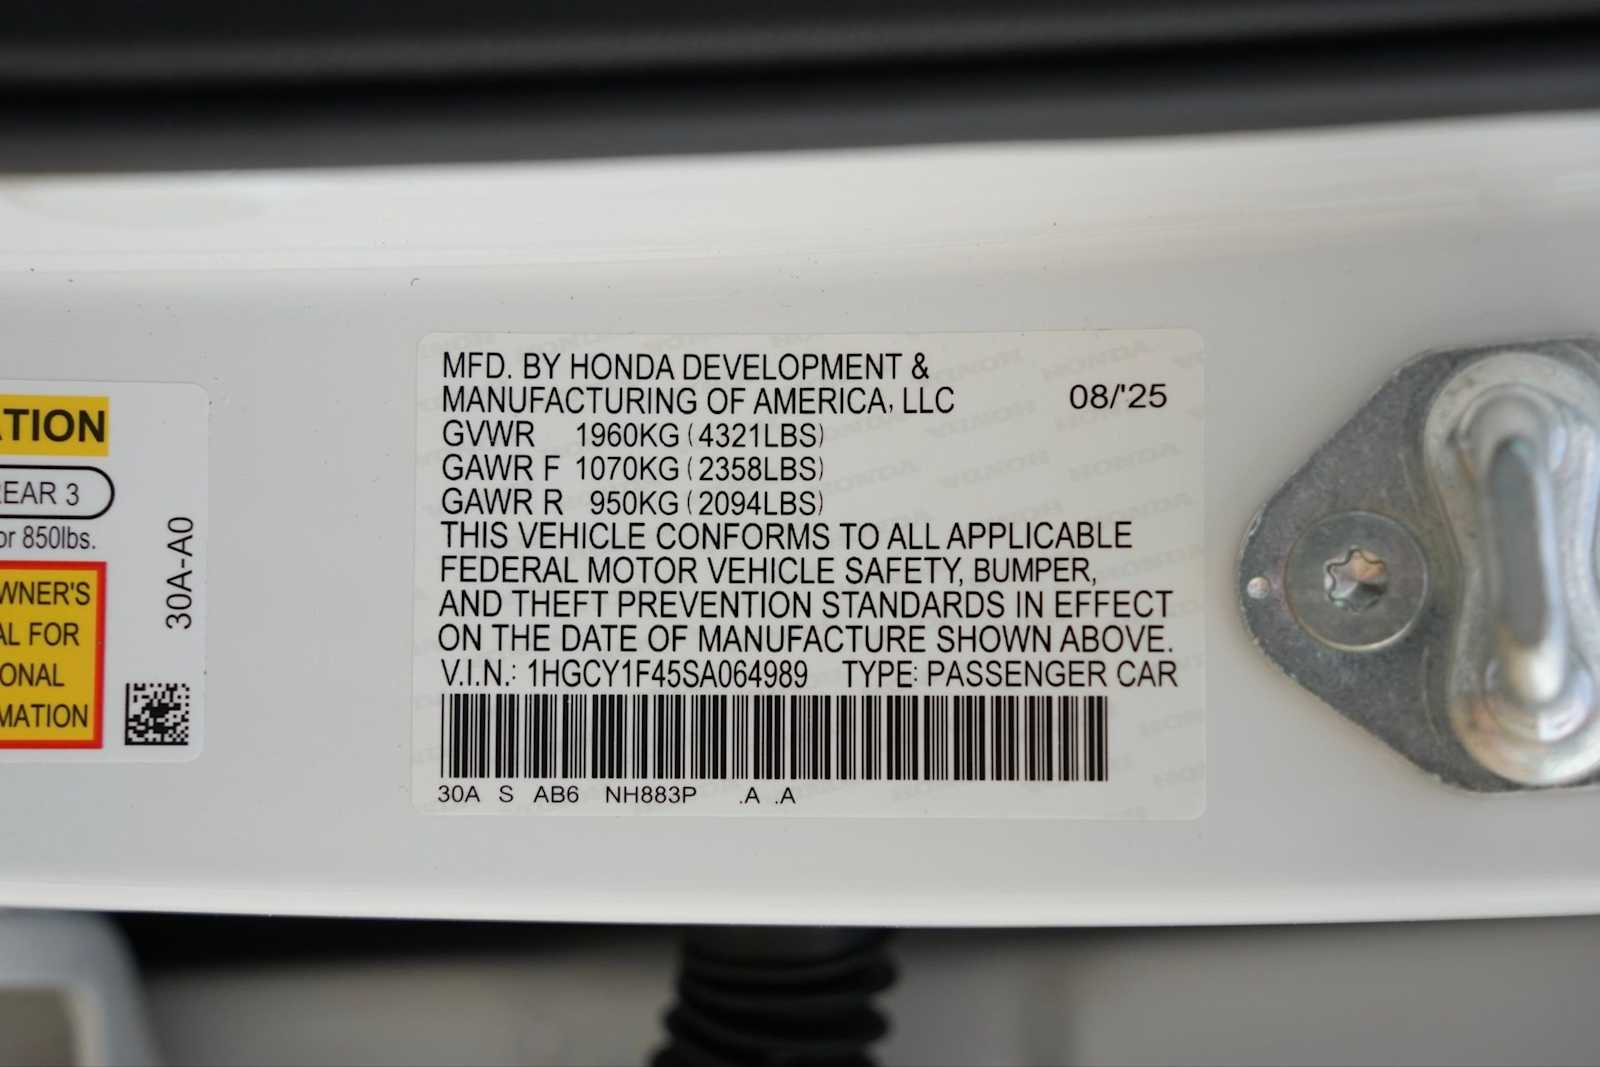 ATION
REAR 3
or 850lbs.
WNER'S
AL FOR
ONAL
MATION
30A-A0
MFD. BY HONDA DEVELOPMENT &
MANUFACTURING OF AMERICA, LLC 08/'25
GVWR 1960KG (4321LBS)
GAWR F 1070KG (2358LBS)
GAWR R 950KG (2094LBS)
THIS VEHICLE CONFORMS TO ALL APPLICABLE
FEDERAL MOTOR VEHICLE SAFETY, BUMPER,
AND THEFT PREVENTION STANDARDS IN EFFECT
ON THE DATE OF MANUFACTURE SHOWN ABOVE.
V.I.N.: 1HGCY1F45SA064989 TYPE: PASSENGER CAR
30A S AB6 NH883P .A .A